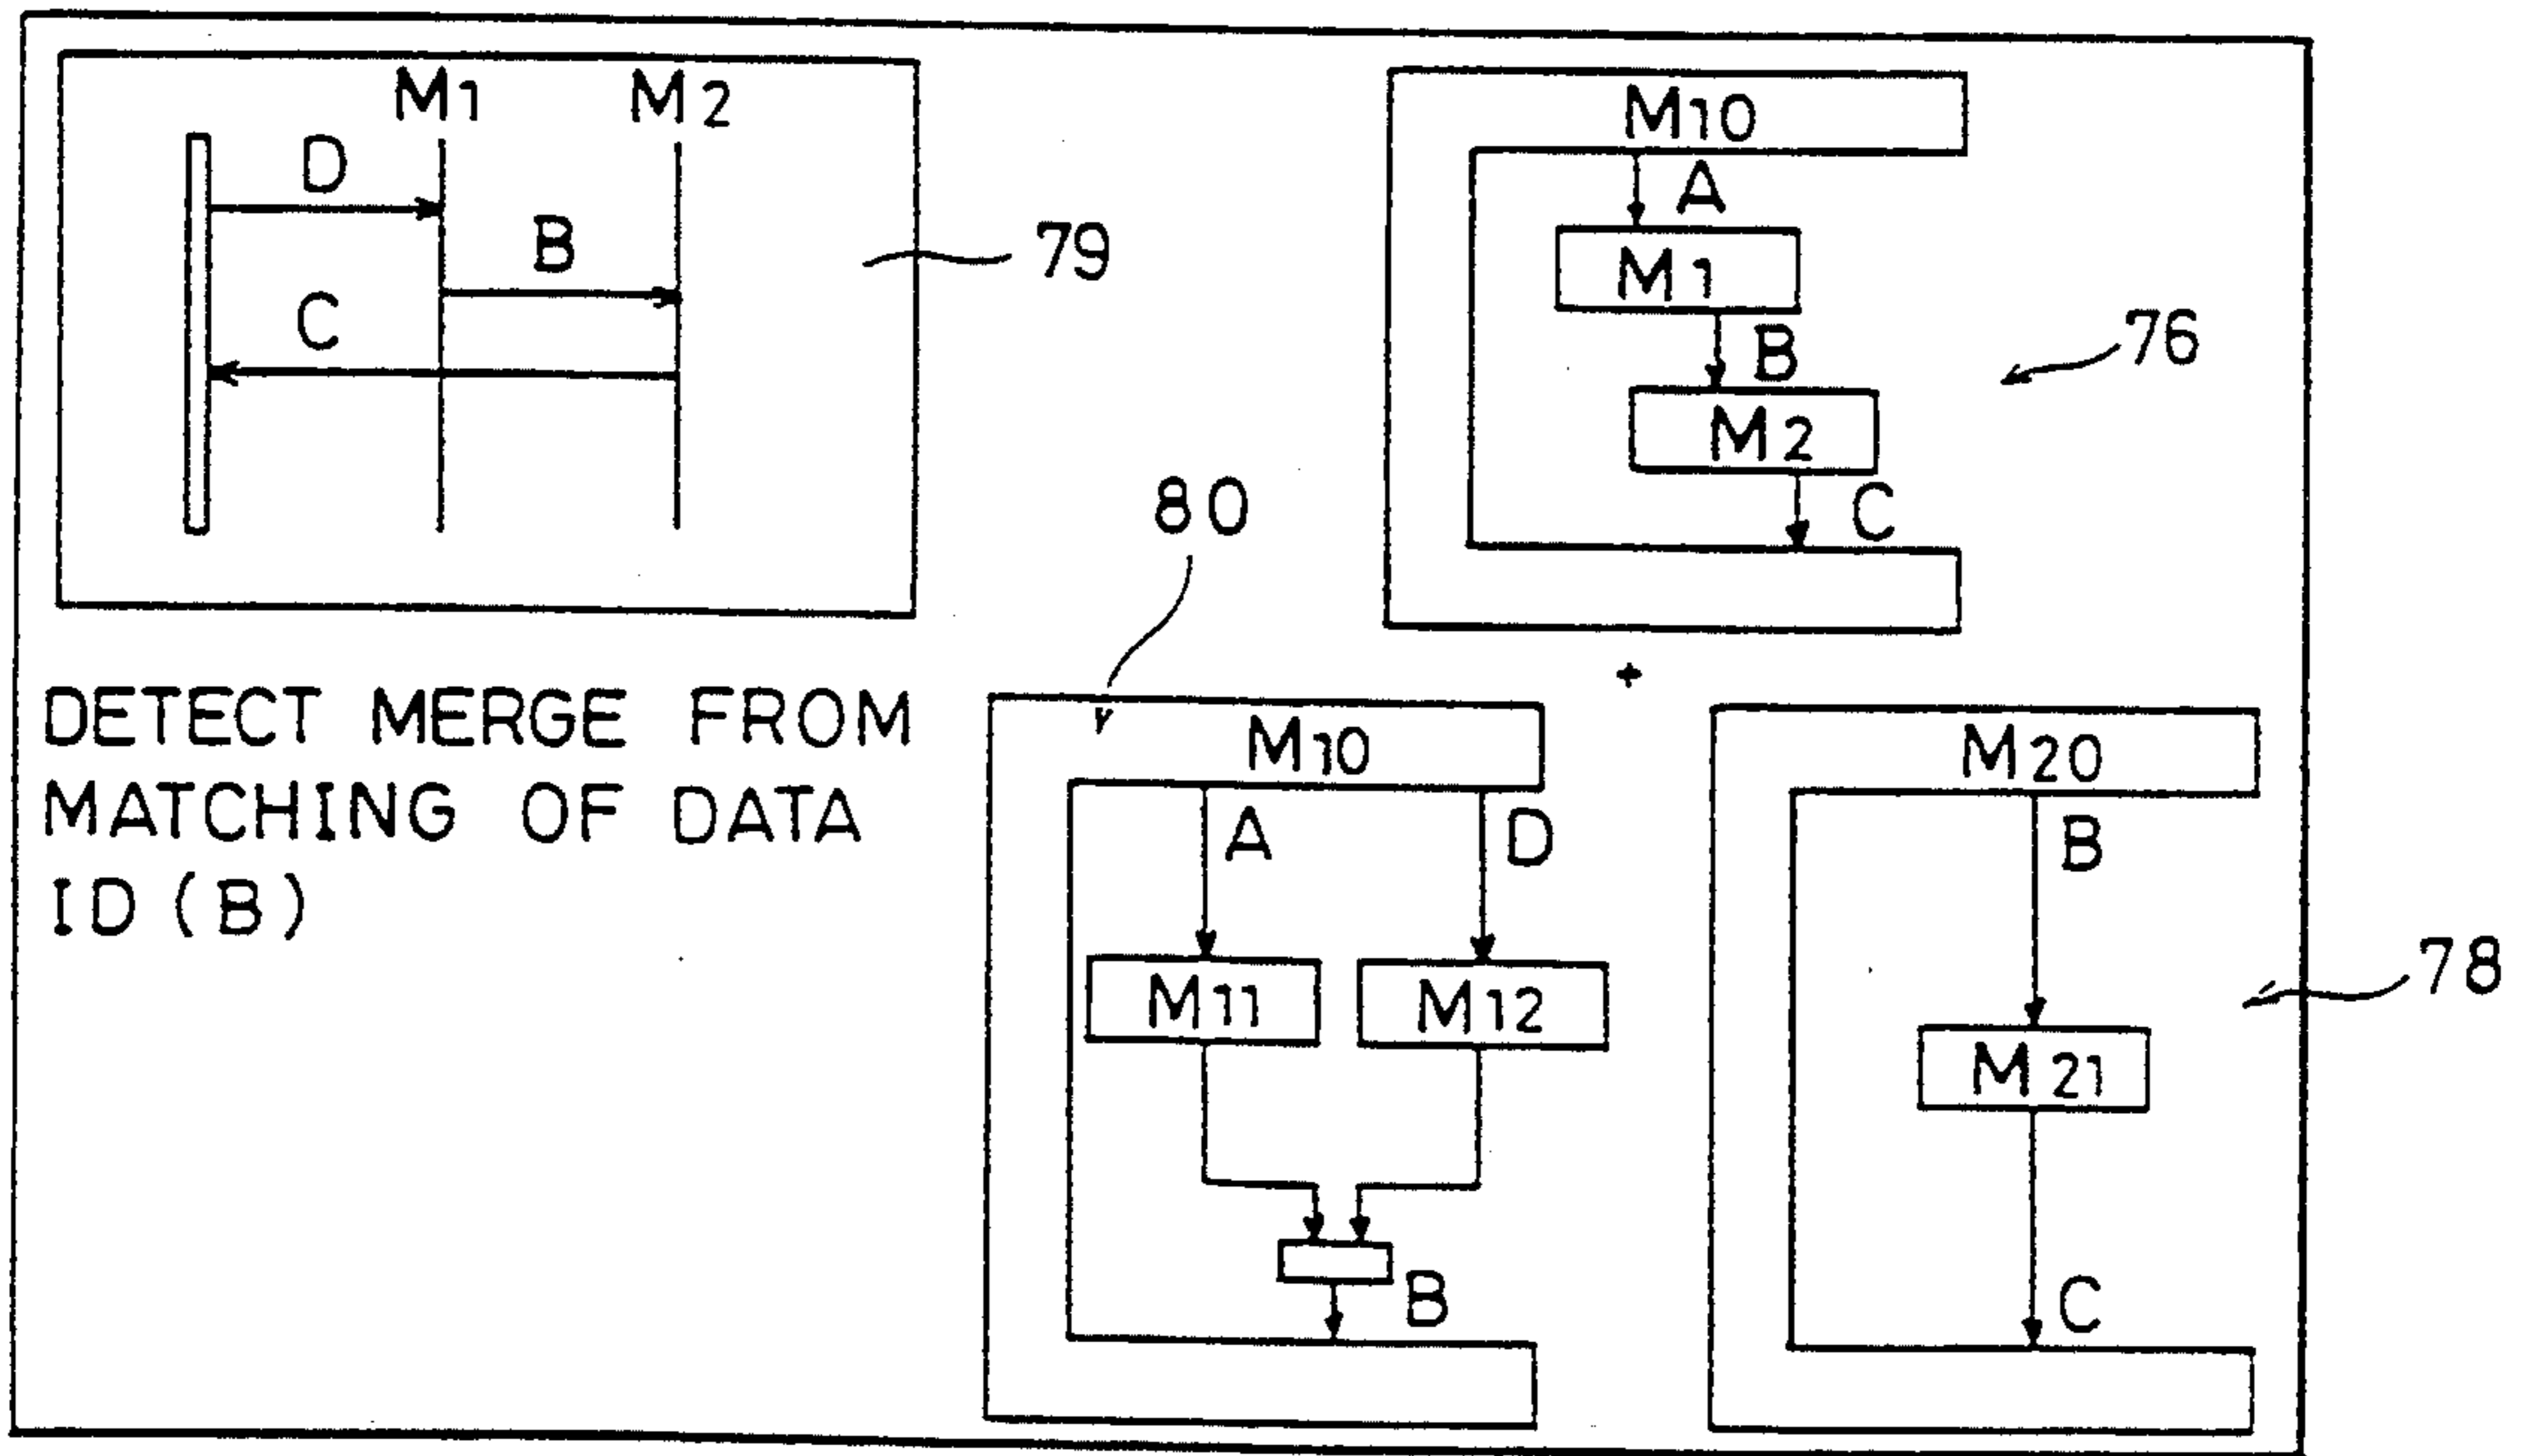 M1 M2
D
B
C
79
M10
A
M1
B
M2
C
76
+
80
DETECT MERGE FROM
MATCHING OF DATA
ID (B)
M10
A D
M11 M12
B
M20
B
M21
C
78